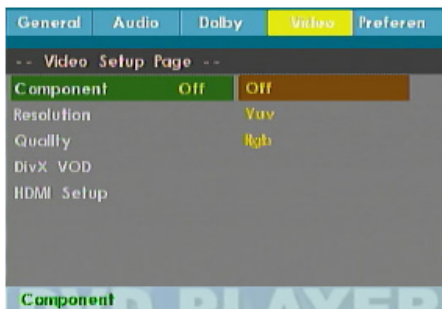 General Audio Dolby Video Preferen
-- Video Setup Page --
Component Off Off
Resolution Yuv
Quality Rgb
DivX VOD
HDMI Setup
Component
DVD PLAYER